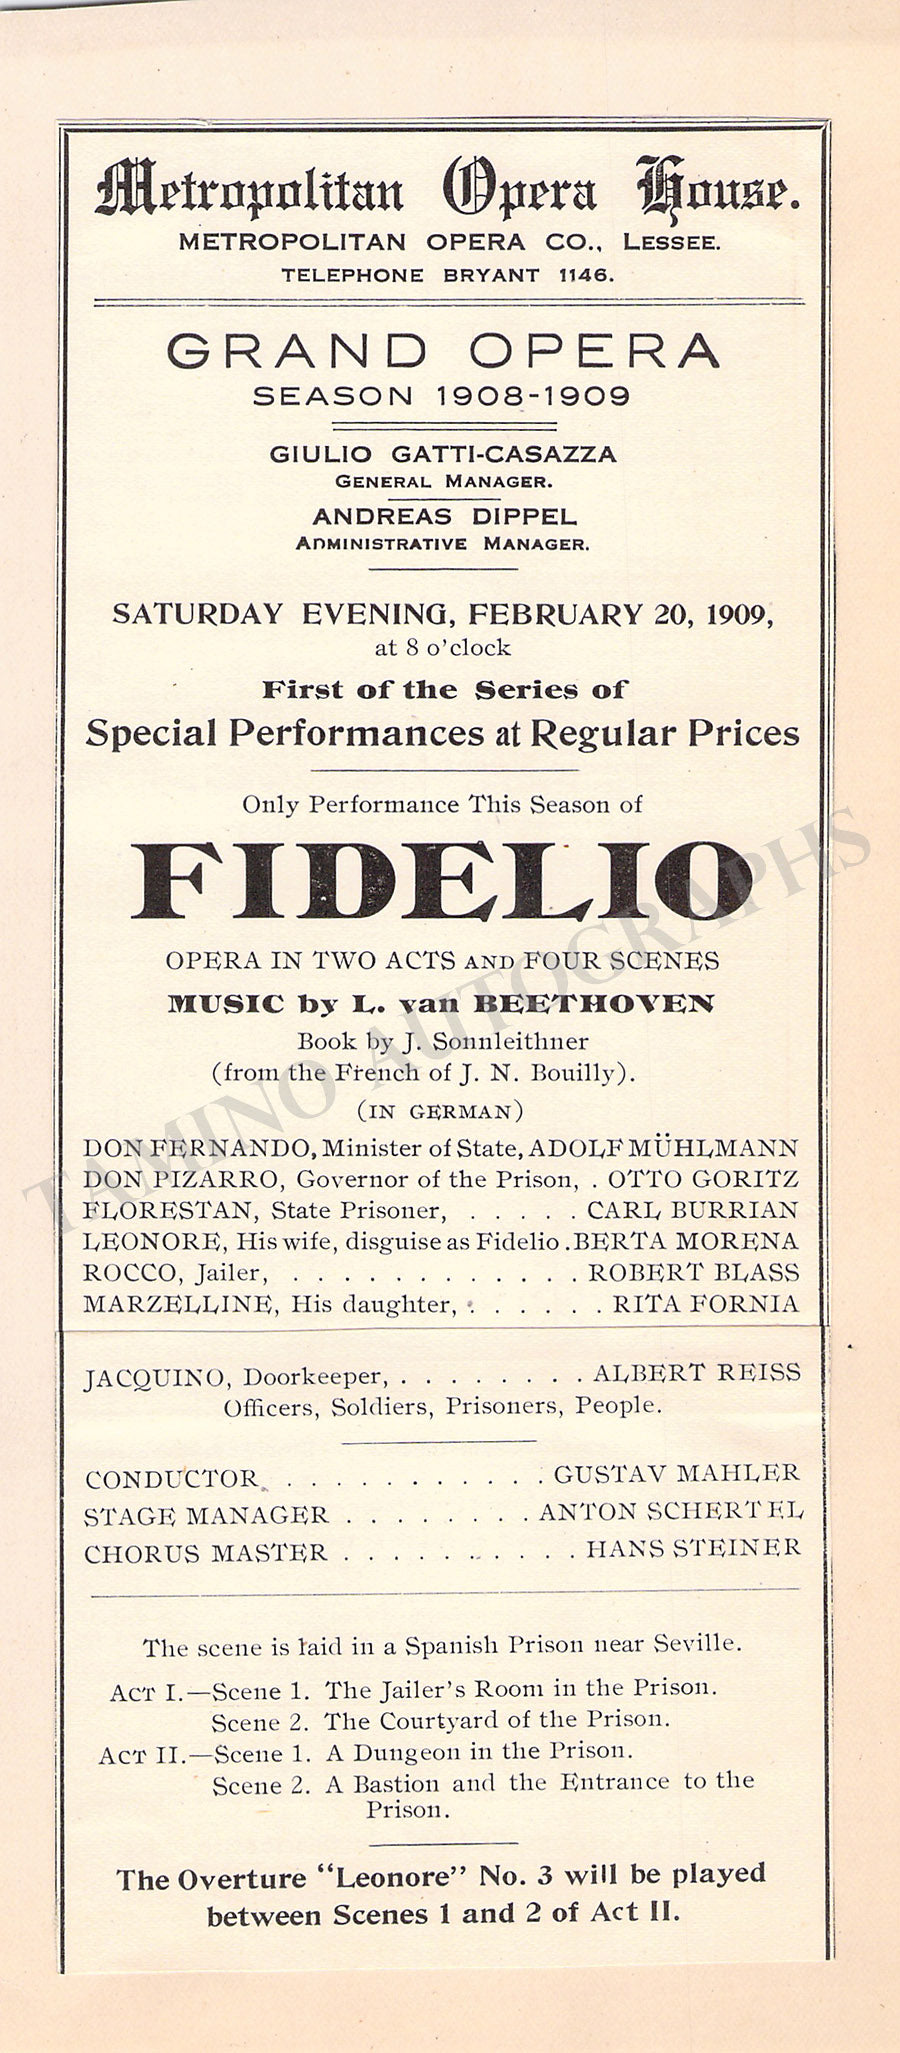 Metropolitan Opera House.
METROPOLITAN OPERA CO., LESSEE.
TELEPHONE BRYANT 1146.
GRAND OPERA
SEASON 1908-1909
GIULIO GATTI-CASAZZA
GENERAL MANAGER.
ANDREAS DIPPEL
ADMINISTRATIVE MANAGER.
SATURDAY EVENING, FEBRUARY 20, 1909,
at 8 o'clock
First of the Series of
Special Performances at Regular Prices
Only Performance This Season of
FIDELIO
OPERA IN TWO ACTS AND FOUR SCENES
MUSIC by L. van BEETHOVEN
Book by J. Sonnleithner
(from the French of J. N. Bouilly).
(IN GERMAN)
DON FERNANDO, Minister of State, ADOLF MÜHLMANN
DON PIZARRO, Governor of the Prison, . OTTO GORITZ
FLORESTAN, State Prisoner, . . . . . CARL BURRIAN
LEONORE, His wife, disguise as Fidelio . BERTA MORENA
ROCCO, Jailer, . . . . . . . . . . . . ROBERT BLASS
MARZELLINE, His daughter, . . . . . . ROBERT FORNIA
JACQUINO, Doorkeeper, . . . . . . . . ALBERT REISS
Officers, Soldiers, Prisoners, People.
CONDUCTOR . . . . . . . . . . . . GUSTAV MAHLER
STAGE MANAGER . . . . . . . . ANTON SCHERTEL
CHORUS MASTER . . . . . . . . . . HANS STEINER
The scene is laid in a Spanish Prison near Seville.
ACT I.—Scene 1. The Jailer's Room in the Prison.
Scene 2. The Courtyard of the Prison.
ACT II.—Scene 1. A Dungeon in the Prison.
Scene 2. A Bastion and the Entrance to the
Prison.
The Overture "Leonore" No. 3 will be played
between Scenes 1 and 2 of Act II.
TAMINO AUTOGRAPHS